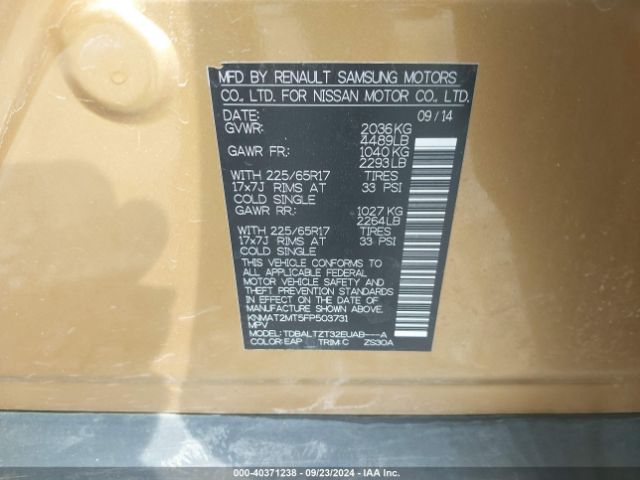 MFD BY RENAULT SAMSUNG MOTORS
CO., LTD. FOR NISSAN MOTOR CO., LTD.
DATE: 09/14
GVWR: 2036KG
4489LB
GAWR FR: 1040KG
2293LB
WITH 225/65R17 TIRES
17x7J RIMS AT 33 PSI
COLD SINGLE
GAWR RR: 1027 KG
2264LB
WITH 225/65R17 TIRES
17x7J RIMS AT 33 PSI
COLD SINGLE
THIS VEHICLE CONFORMS TO
ALL APPLICABLE FEDERAL
MOTOR VEHICLE SAFETY AND
THEFT PREVENTION STANDARDS
IN EFFECT ON THE DATE OF
MANUFACTURE SHOWN ABOVE.
KNMAT2MT5FP503731
MPV
MODEL: TDBALTZT32EUAB---A
COLOR: EAP TRIM: C ZS30A
000-40371238 - 09/23/2024 - IAA Inc.